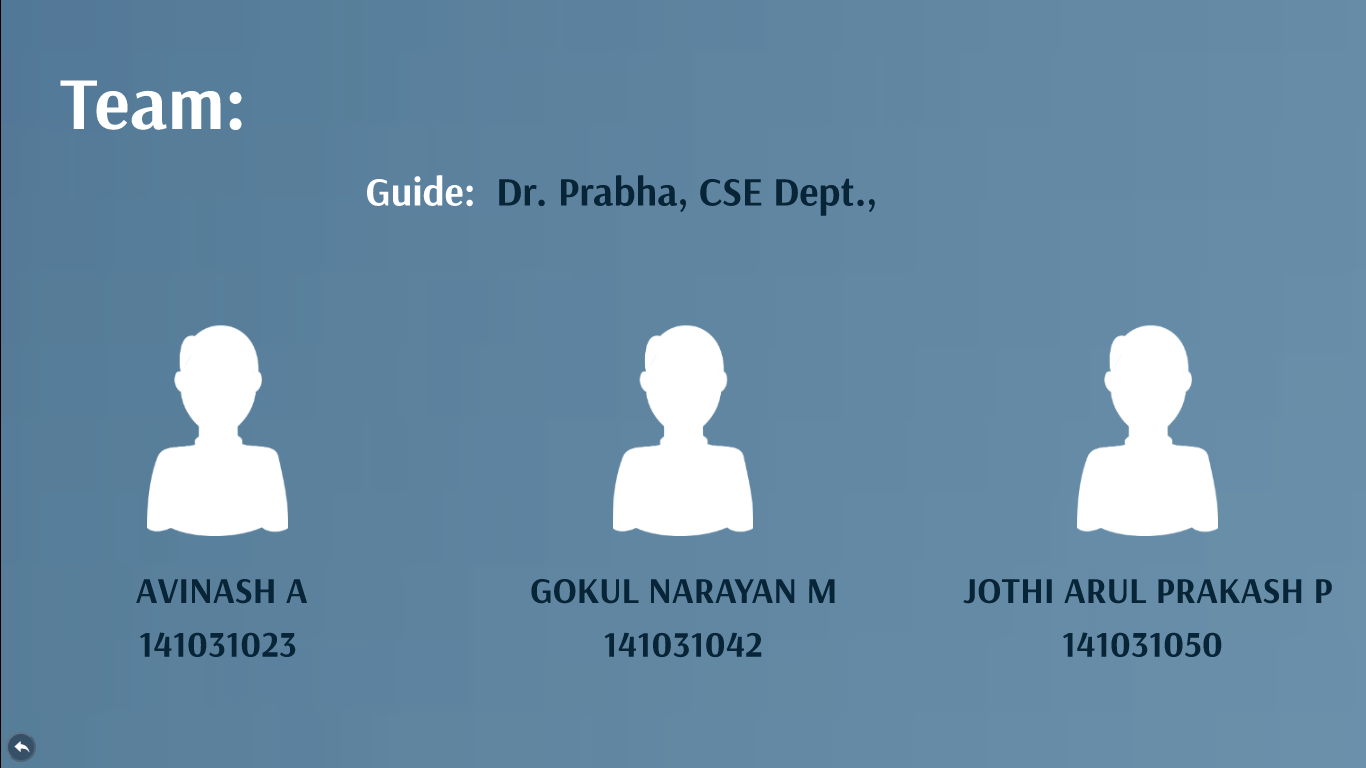 Team:
Guide: Dr. Prabha, CSE Dept.,
AVINASH A
141031023
GOKUL NARAYAN M
141031042
JOTHI ARUL PRAKASH P
141031050